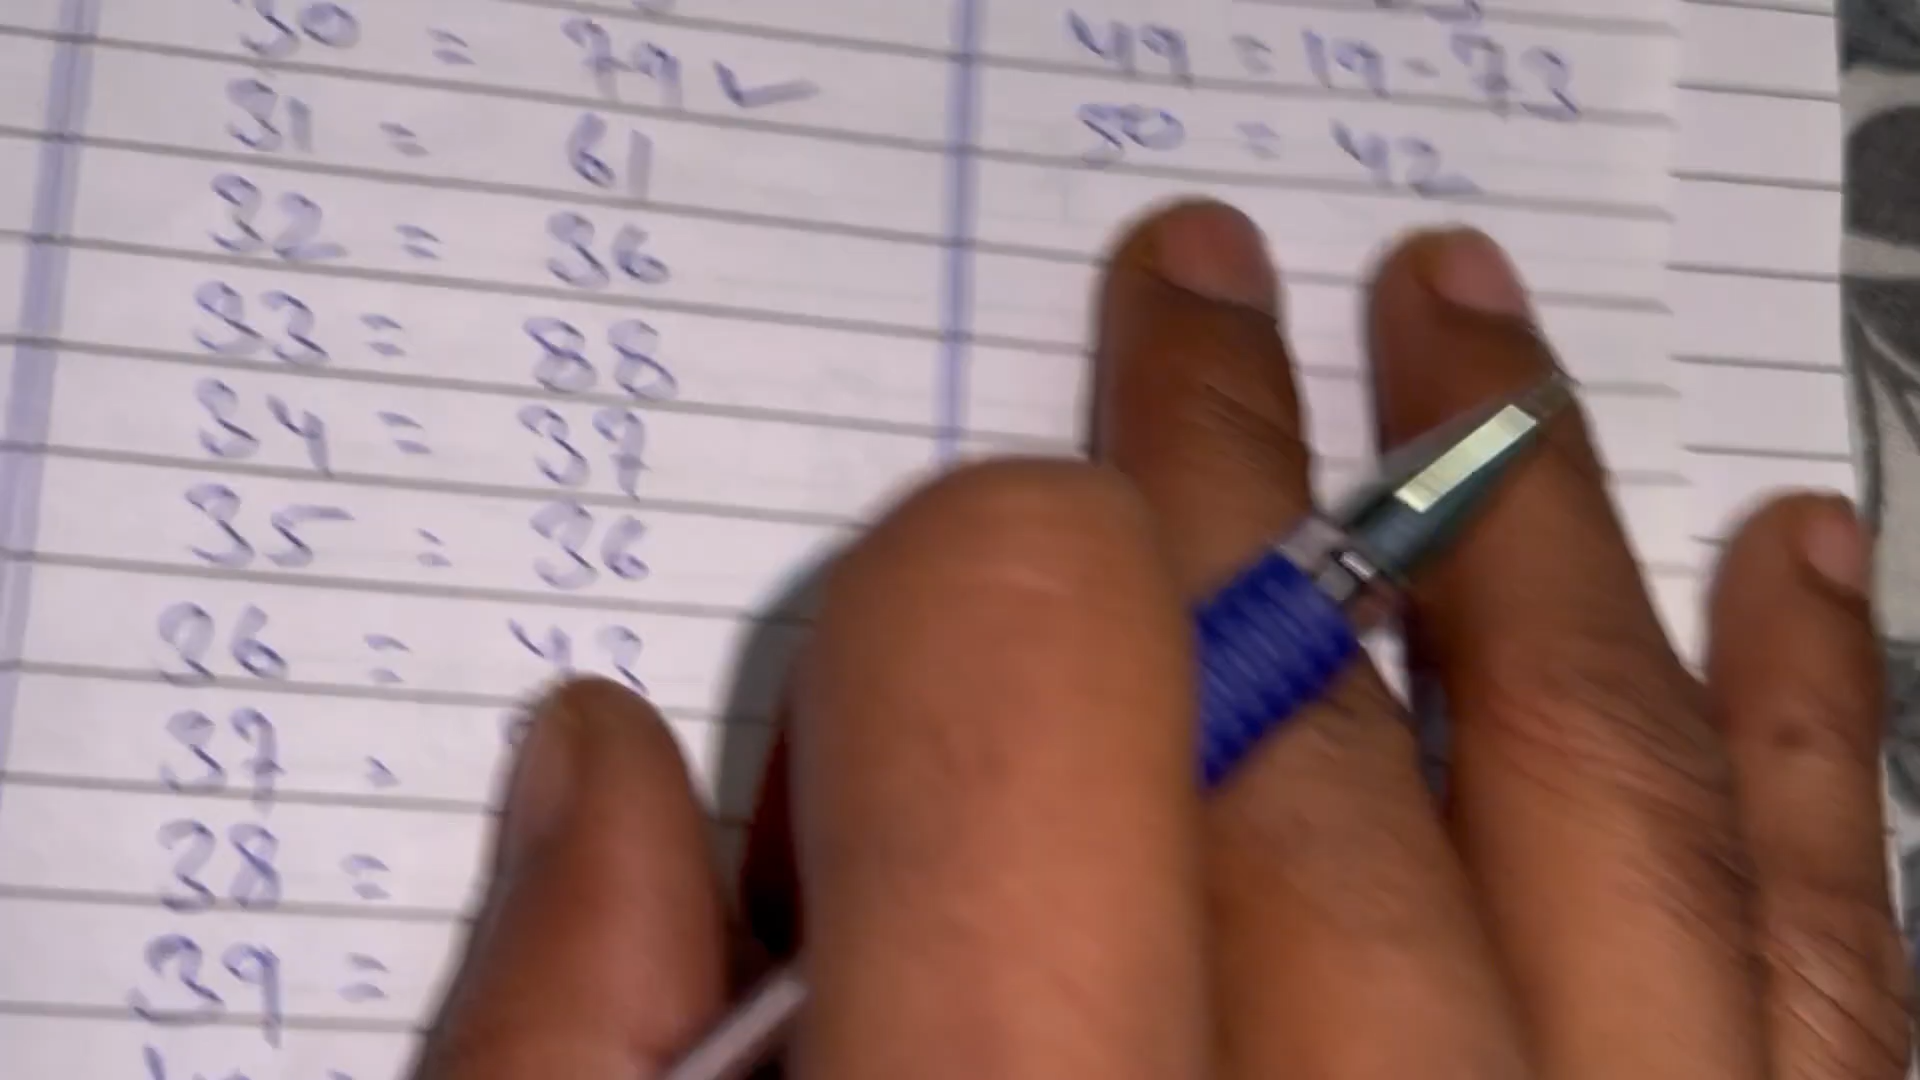 30 = 79 ✓
31 = 61
32 = 36
33 = 88
34 = 37
35 = 36
36 = 43
37 =
38 =
39 =
49 = 19-73
50 = 42